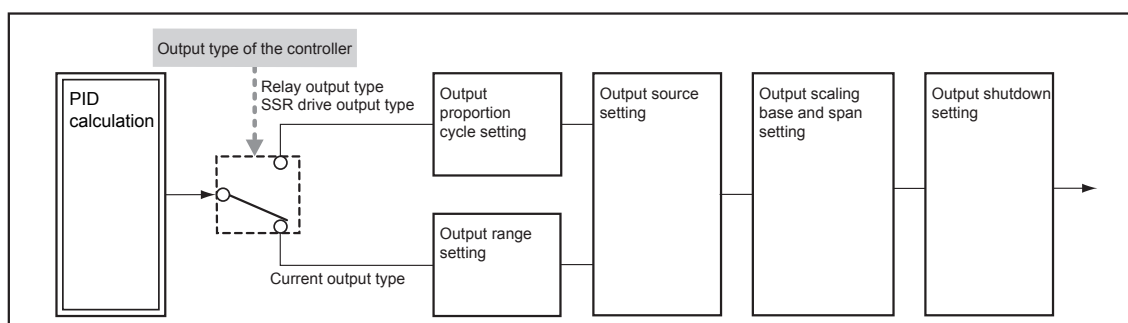 Output type of the controller
PID
calculation
Relay output type
SSR drive output type
Output
proportion
cycle setting
Output source
setting
Output scaling
base and span
setting
Output shutdown
setting
Output range
setting
Current output type